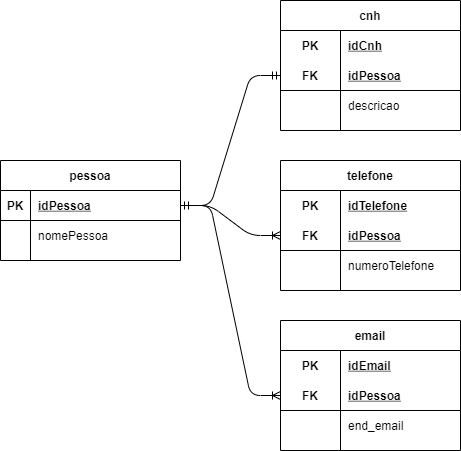 cnh
PK idCnh
FK idPessoa
descricao
pessoa
PK idPessoa
nomePessoa
telefone
PK idTelefone
FK idPessoa
numeroTelefone
email
PK idEmail
FK idPessoa
end_email